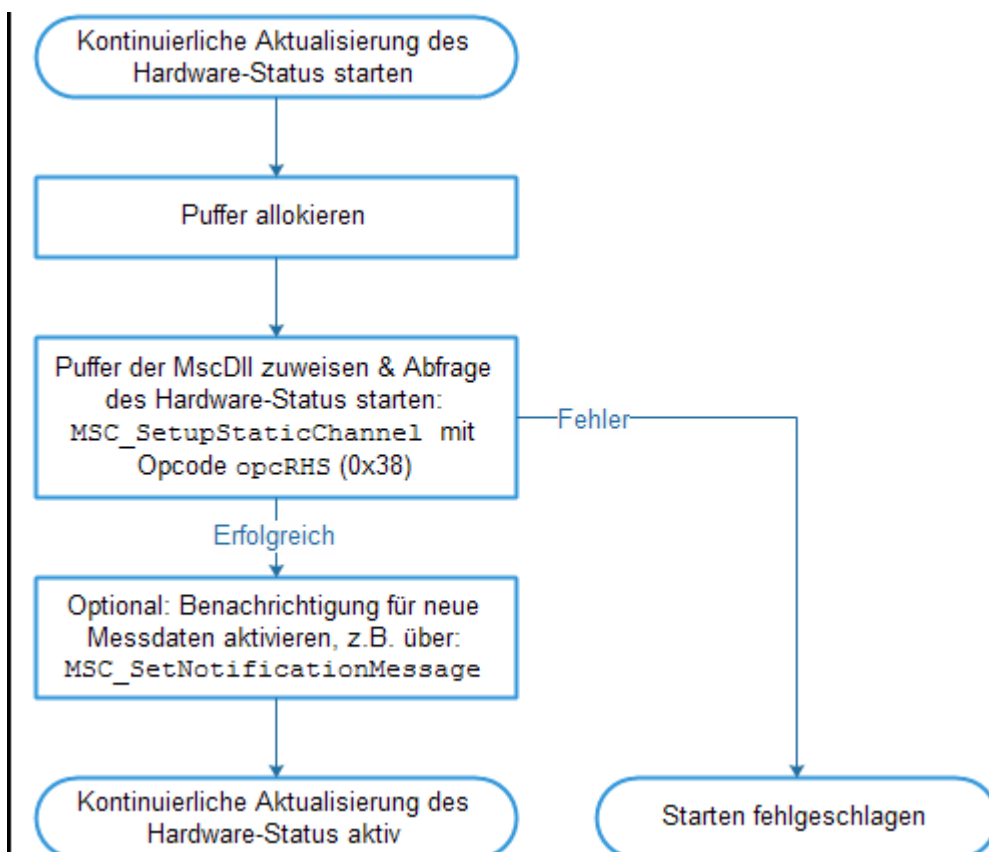 Kontinuierliche Aktualisierung des
Hardware-Status starten
Puffer allokieren
Puffer der MscDll zuweisen & Abfrage
des Hardware-Status starten:
MSC_SetupStaticChannel mit
Opcode opcRHS (0x38)
Fehler
Erfolgreich
Optional: Benachrichtigung für neue
Messdaten aktivieren, z.B. über:
MSC_SetNotificationMessage
Kontinuierliche Aktualisierung des
Hardware-Status aktiv
Starten fehlgeschlagen